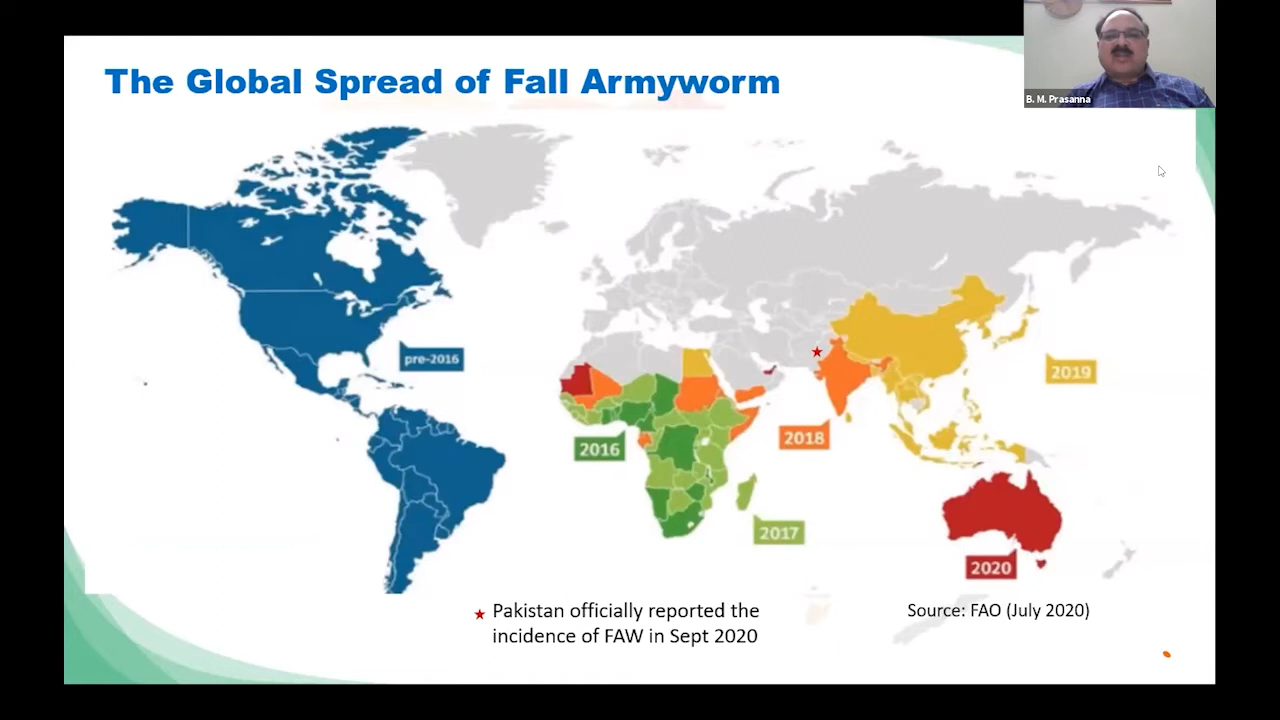 The Global Spread of Fall Armyworm
B. M. Prasanna
pre-2016
2019
2018
2016
2017
2020
Pakistan officially reported the
incidence of FAW in Sept 2020
Source: FAO (July 2020)